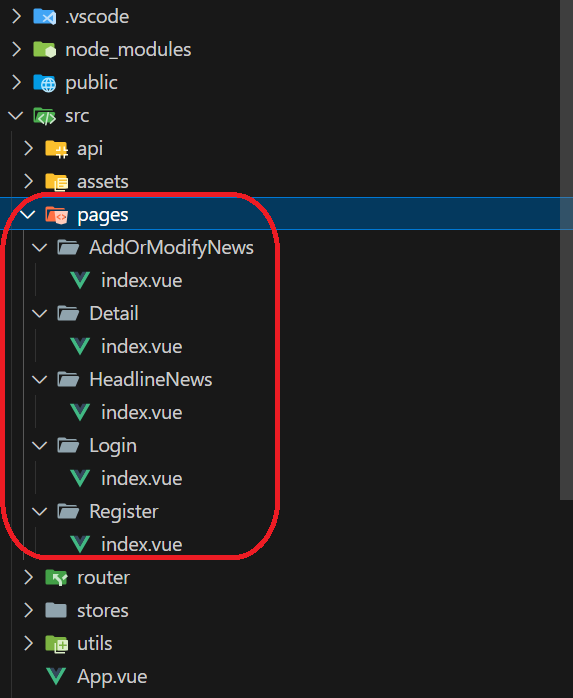 .vscode
node_modules
public
src
api
assets
pages
AddOrModifyNews
index.vue
Detail
index.vue
HeadlineNews
index.vue
Login
index.vue
Register
index.vue
router
stores
utils
App.vue